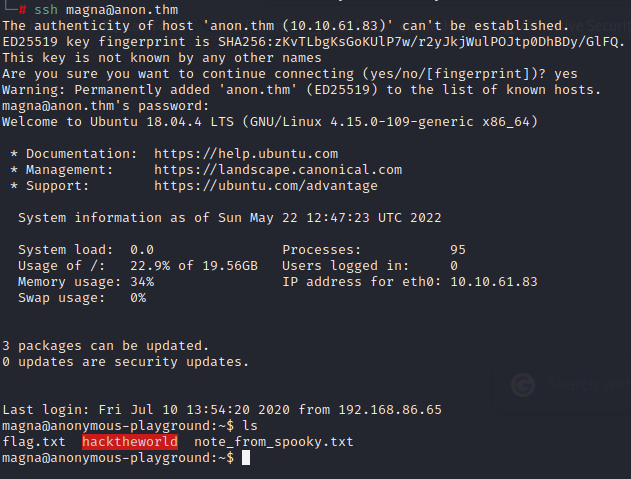 └─# ssh magna@anon.thm
The authenticity of host 'anon.thm (10.10.61.83)' can't be established.
ED25519 key fingerprint is SHA256:zKvTLbgKsGoKUlP7w/r2yJkjWulPOJtp0DhBDy/GlFQ.
This key is not known by any other names
Are you sure you want to continue connecting (yes/no/[fingerprint])? yes
Warning: Permanently added 'anon.thm' (ED25519) to the list of known hosts.
magna@anon.thm's password:
Welcome to Ubuntu 18.04.4 LTS (GNU/Linux 4.15.0-109-generic x86_64)

 * Documentation:  https://help.ubuntu.com
 * Management:     https://landscape.canonical.com
 * Support:        https://ubuntu.com/advantage

  System information as of Sun May 22 12:47:23 UTC 2022

  System load:  0.0                Processes:           95
  Usage of /:   22.9% of 19.56GB   Users logged in:     0
  Memory usage: 34%                IP address for eth0: 10.10.61.83
  Swap usage:   0%

3 packages can be updated.
0 updates are security updates.

Last login: Fri Jul 10 13:54:20 2020 from 192.168.86.65
magna@anonymous-playground:~$ ls
flag.txt  hacktheworld  note_from_spooky.txt
magna@anonymous-playground:~$